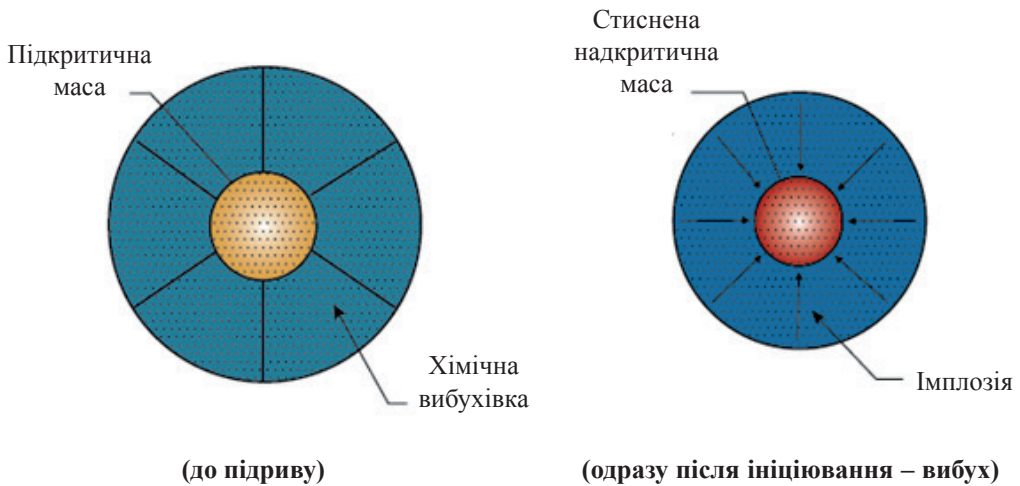 Підкритична
маса
Хімічна
вибухівка
(до підриву)
Стиснена
надкритична
маса
Імплозія
(одразу після ініціювання – вибух)